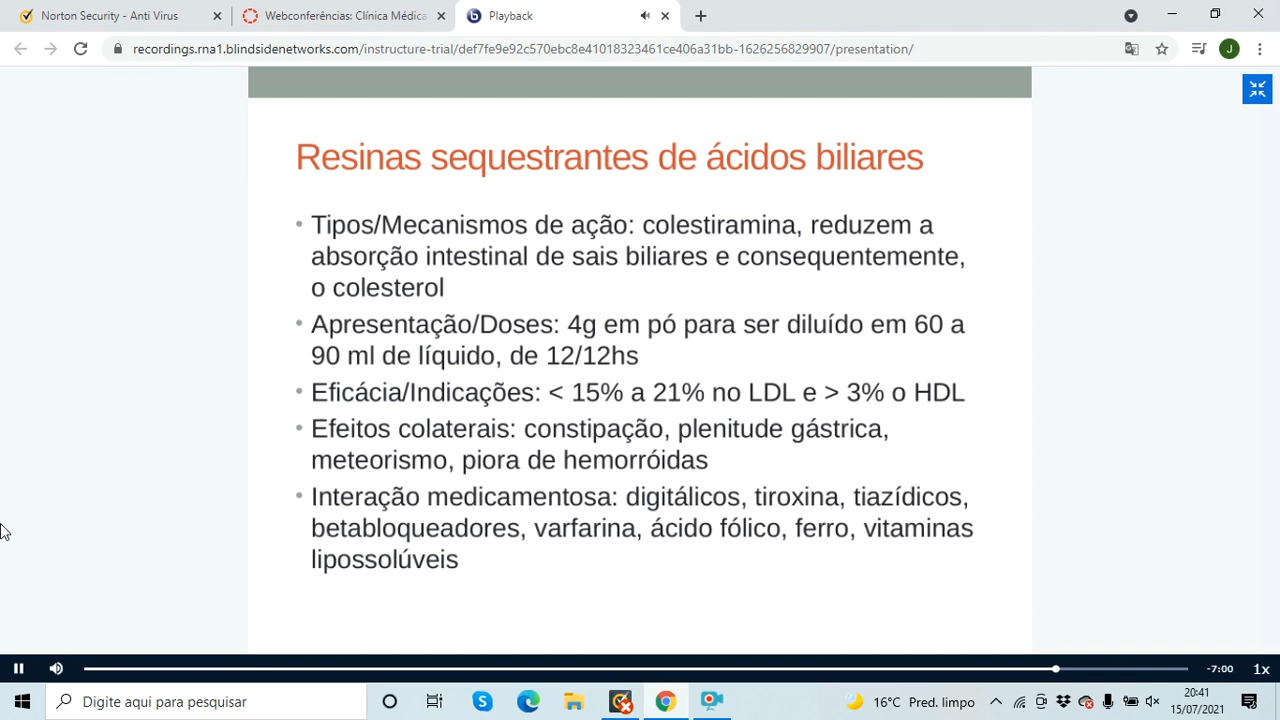 Norton Security - Anti Virus
Webconferências: Clínica Médica
Playback
recordings.rna1.blindsidenetworks.com/instructure-trial/def7fe9e92c570ebc8e41018323461ce406a31bb-1626256829907/presentation/
J
Resinas sequestrantes de ácidos biliares
• Tipos/Mecanismos de ação: colestiramina, reduzem a
absorção intestinal de sais biliares e consequentemente,
o colesterol
• Apresentação/Doses: 4g em pó para ser diluído em 60 a
90 ml de líquido, de 12/12hs
• Eficácia/Indicações: < 15% a 21% no LDL e > 3% o HDL
• Efeitos colaterais: constipação, plenitude gástrica,
meteorismo, piora de hemorróidas
• Interação medicamentosa: digitálicos, tiroxina, tiazídicos,
betabloqueadores, varfarina, ácido fólico, ferro, vitaminas
lipossolúveis
-7:00
1x
Digite aqui para pesquisar
16°C Pred. limpo
20:41
15/07/2021